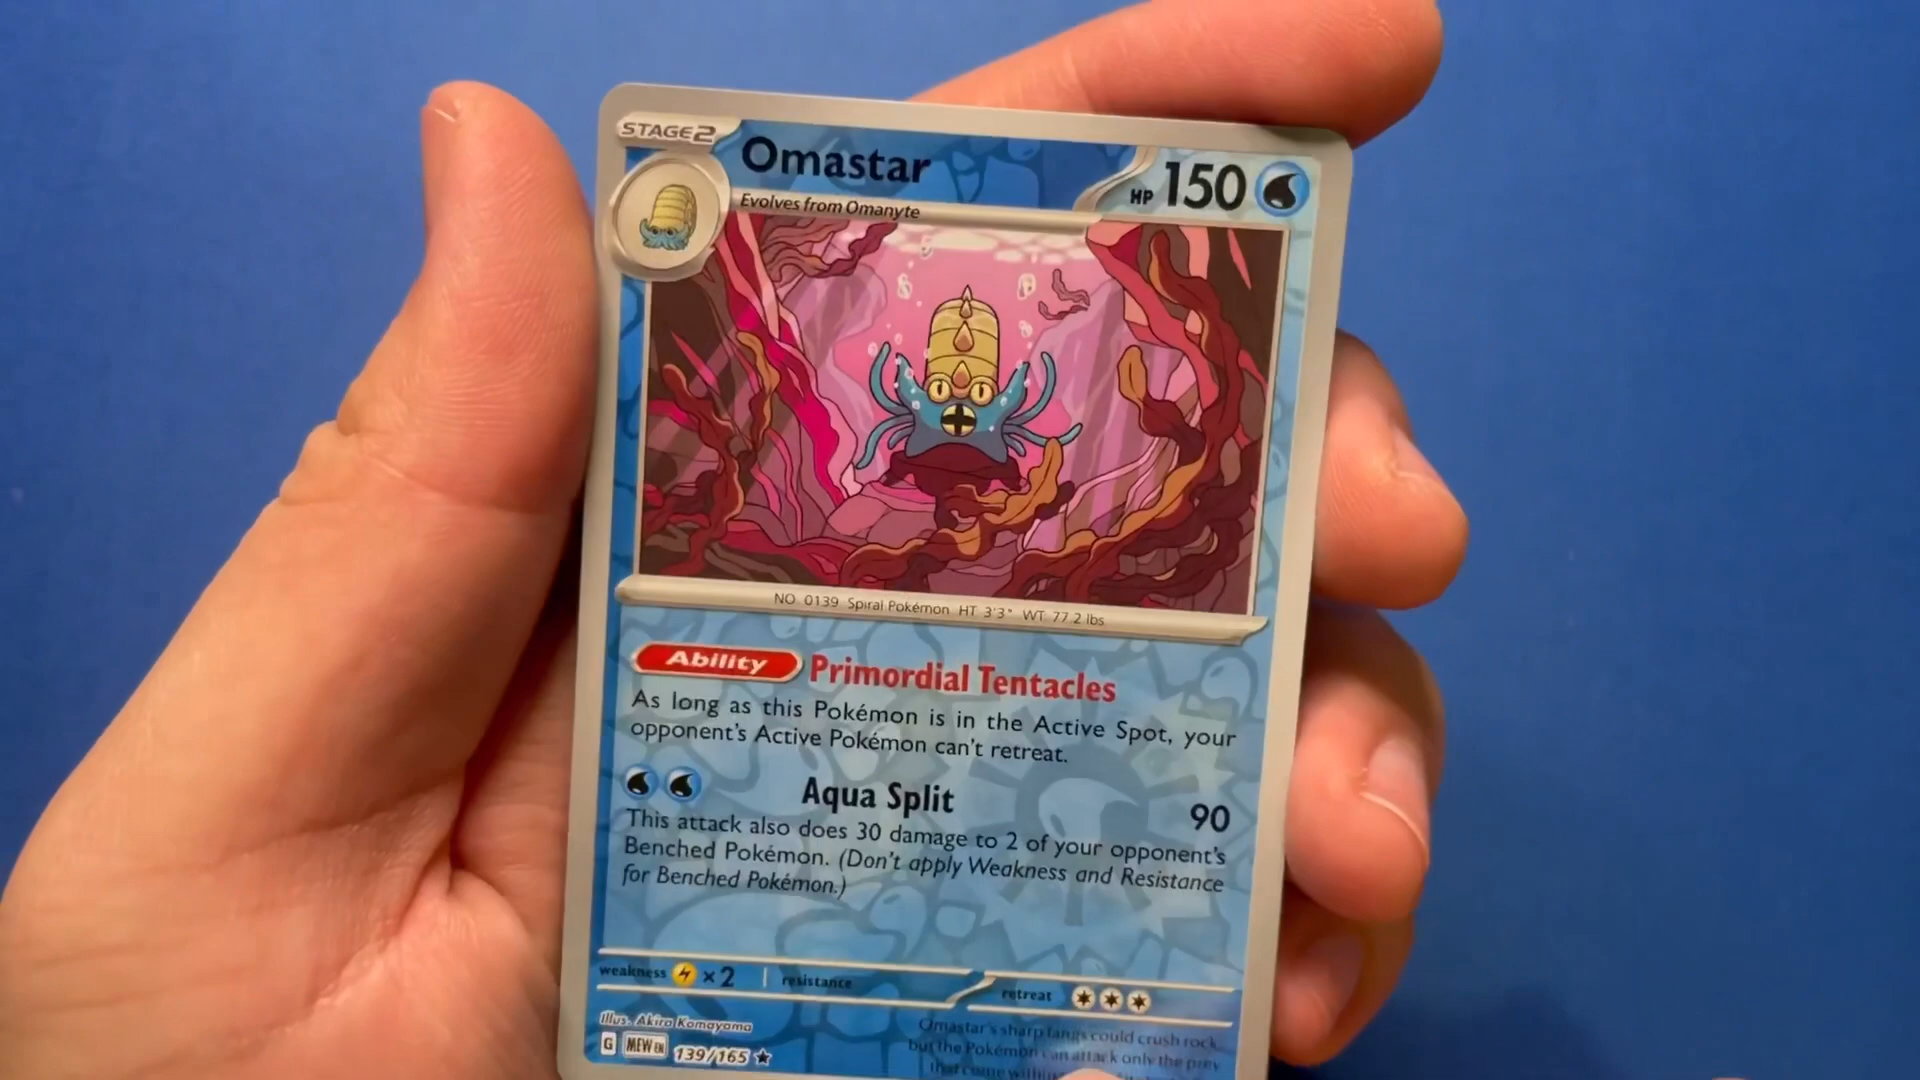 STAGE2
Omastar
HP 150
Evolves from Omanyte
NO. 0139 Spiral Pokémon HT 3'3" WT 77.2 lbs
Ability Primordial Tentacles
As long as this Pokémon is in the Active Spot, your
opponent's Active Pokémon can't retreat.
Aqua Split 90
This attack also does 30 damage to 2 of your opponent's
Benched Pokémon. (Don't apply Weakness and Resistance
for Benched Pokémon.)
weakness ×2 resistance retreat
Illus. Akira Komayama
G MEW EN 139/165
Omastar's sharp fangs could crush rock,
but the Pokémon can attack only the prey
that come within